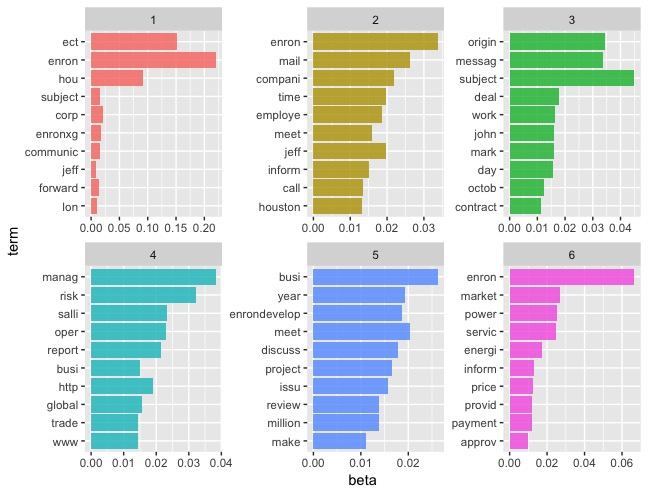 1
ect
enron
hou
subject
corp
enronxg
communic
jeff
forward
lon
0.00 0.05 0.10 0.15 0.20
2
enron
mail
compani
time
employe
meet
jeff
inform
call
houston
0.00 0.01 0.02 0.03
3
origin
messag
subject
deal
work
john
mark
day
octob
contract
0.00 0.01 0.02 0.03 0.04
term
4
manag
risk
salli
oper
report
busi
http
global
trade
www
0.00 0.01 0.02 0.03 0.04
5
busi
year
enrondevelop
meet
discuss
project
issu
review
million
make
0.00 0.01 0.02
6
enron
market
power
servic
energi
inform
price
provid
payment
approv
0.00 0.02 0.04 0.06
beta